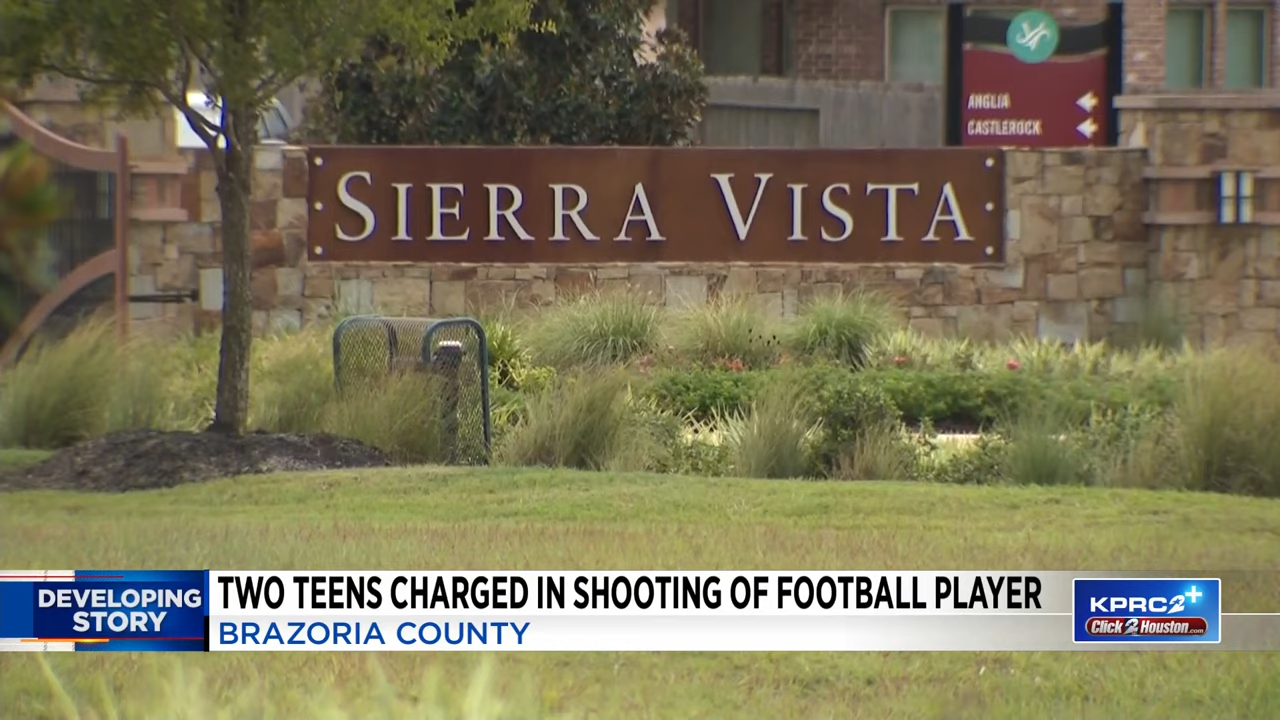 ANGLIA
CASTLEROCK
SIERRA VISTA
DEVELOPING
STORY
TWO TEENS CHARGED IN SHOOTING OF FOOTBALL PLAYER
BRAZORIA COUNTY
KPRC2+
Click2Houston.com